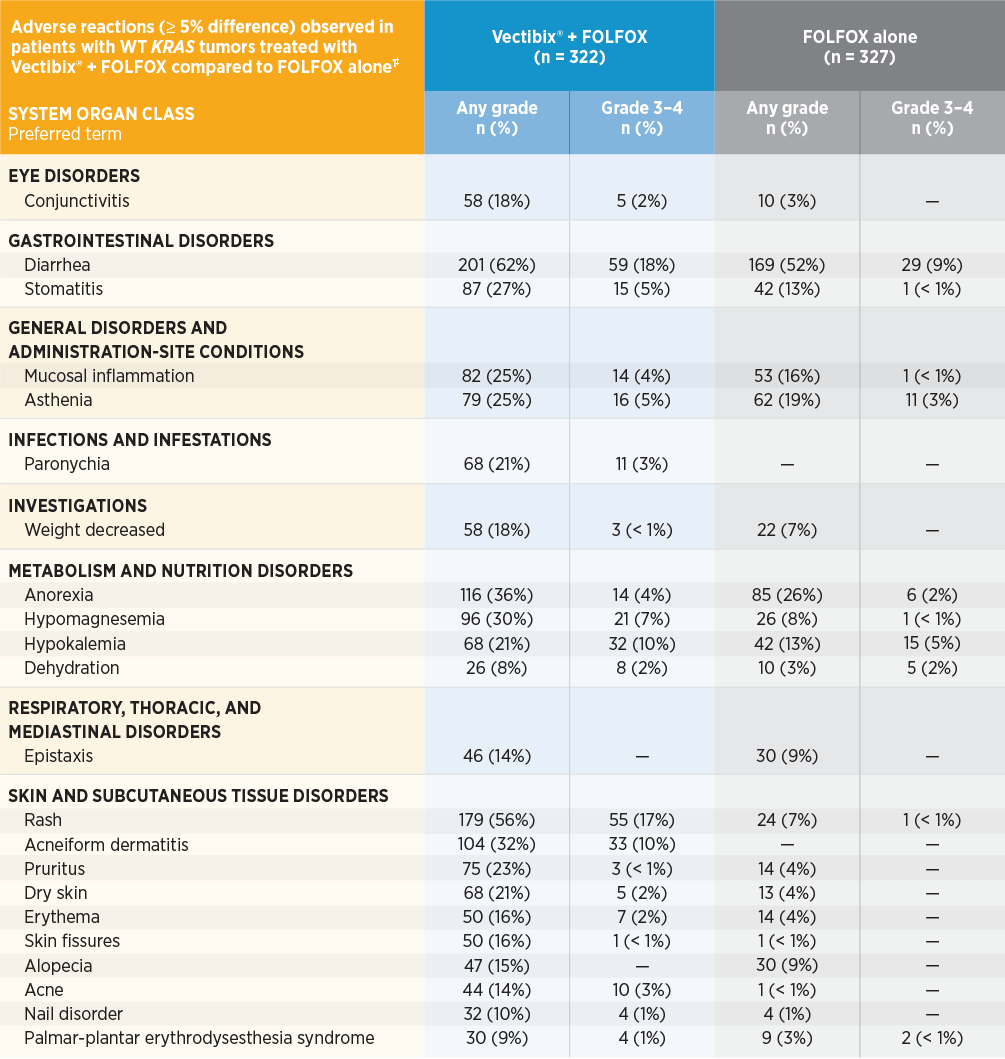 Adverse reactions (≥ 5% difference) observed in
patients with WT KRAS tumors treated with
Vectibix® + FOLFOX compared to FOLFOX alone¹‡
Vectibix® + FOLFOX
(n = 322)
FOLFOX alone
(n = 327)
SYSTEM ORGAN CLASS
Preferred term
Any grade
n (%)
Grade 3–4
n (%)
Any grade
n (%)
Grade 3–4
n (%)
EYE DISORDERS
Conjunctivitis 58 (18%) 5 (2%) 10 (3%) —
GASTROINTESTINAL DISORDERS
Diarrhea 201 (62%) 59 (18%) 169 (52%) 29 (9%)
Stomatitis 87 (27%) 15 (5%) 42 (13%) 1 (< 1%)
GENERAL DISORDERS AND
ADMINISTRATION-SITE CONDITIONS
Mucosal inflammation 82 (25%) 14 (4%) 53 (16%) 1 (< 1%)
Asthenia 79 (25%) 16 (5%) 62 (19%) 11 (3%)
INFECTIONS AND INFESTATIONS
Paronychia 68 (21%) 11 (3%) — —
INVESTIGATIONS
Weight decreased 58 (18%) 3 (< 1%) 22 (7%) —
METABOLISM AND NUTRITION DISORDERS
Anorexia 116 (36%) 14 (4%) 85 (26%) 6 (2%)
Hypomagnesemia 96 (30%) 21 (7%) 26 (8%) 1 (< 1%)
Hypokalemia 68 (21%) 32 (10%) 42 (13%) 15 (5%)
Dehydration 26 (8%) 8 (2%) 10 (3%) 5 (2%)
RESPIRATORY, THORACIC, AND
MEDIASTINAL DISORDERS
Epistaxis 46 (14%) — 30 (9%) —
SKIN AND SUBCUTANEOUS TISSUE DISORDERS
Rash 179 (56%) 55 (17%) 24 (7%) 1 (< 1%)
Acneiform dermatitis 104 (32%) 33 (10%) — —
Pruritus 75 (23%) 3 (< 1%) 14 (4%) —
Dry skin 68 (21%) 5 (2%) 13 (4%) —
Erythema 50 (16%) 7 (2%) 14 (4%) —
Skin fissures 50 (16%) 1 (< 1%) 1 (< 1%) —
Alopecia 47 (15%) — 30 (9%) —
Acne 44 (14%) 10 (3%) 1 (< 1%) —
Nail disorder 32 (10%) 4 (1%) 4 (1%) —
Palmar-plantar erythrodysesthesia syndrome 30 (9%) 4 (1%) 9 (3%) 2 (< 1%)